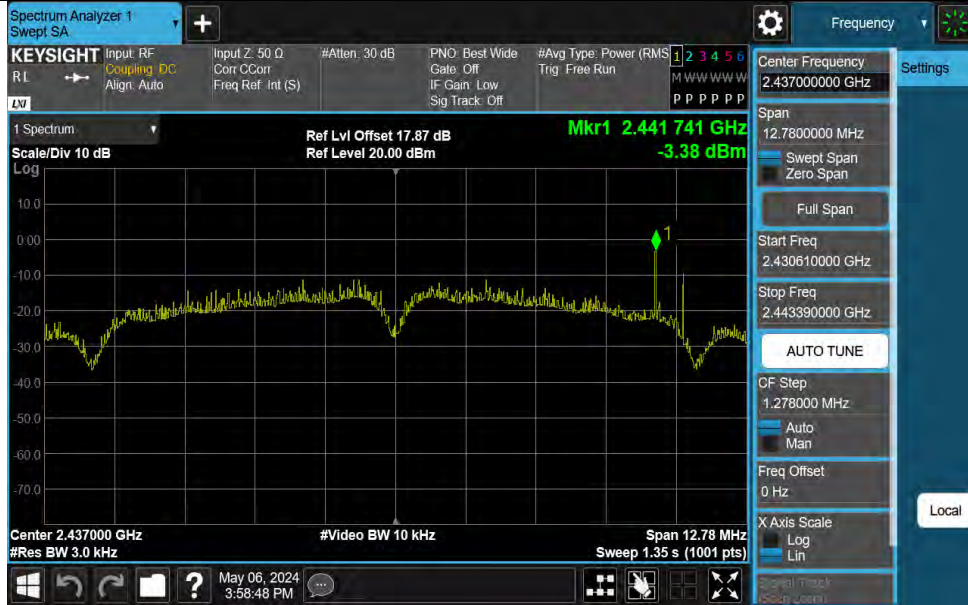 Spectrum Analyzer 1
Swept SA
Frequency
KEYSIGHT
RL
LXI
Input: RF
Coupling: DC
Align: Auto
Input Z: 50 Ω
Corr CCorr
Freq Ref: Int (S)
#Atten: 30 dB
PNO: Best Wide
Gate: Off
IF Gain: Low
Sig Track: Off
#Avg Type: Power (RMS
Trig: Free Run
1 2 3 4 5 6
M W W W W W
P P P P P P
Center Frequency
2.437000000 GHz
Settings
Span
12.7800000 MHz
Swept Span
Zero Span
Full Span
Start Freq
2.430610000 GHz
Stop Freq
2.443390000 GHz
AUTO TUNE
CF Step
1.278000 MHz
Auto
Man
Freq Offset
0 Hz
X Axis Scale
Log
Lin
Signal Track
(Span Zoom)
Local
1 Spectrum
Scale/Div 10 dB
Log
Ref Lvl Offset 17.87 dB
Ref Level 20.00 dBm
Mkr1 2.441 741 GHz
-3.38 dBm
1
10.0
0.00
-10.0
-20.0
-30.0
-40.0
-50.0
-60.0
-70.0
Center 2.437000 GHz
#Res BW 3.0 kHz
#Video BW 10 kHz
Span 12.78 MHz
Sweep 1.35 s (1001 pts)
?
May 06, 2024
3:58:48 PM